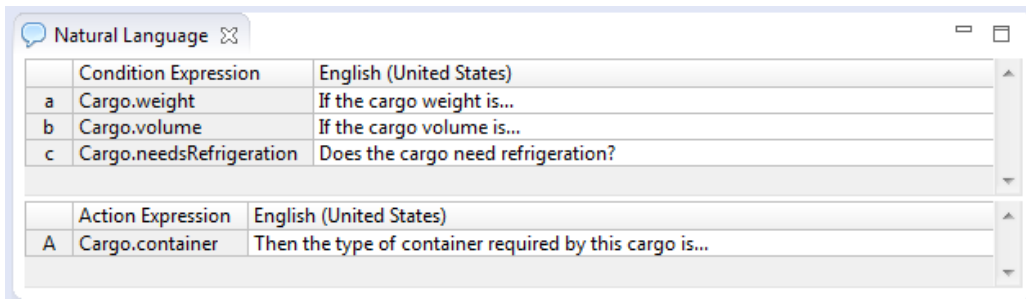 Natural Language
Condition Expression English (United States)
a Cargo.weight If the cargo weight is...
b Cargo.volume If the cargo volume is...
c Cargo.needsRefrigeration Does the cargo need refrigeration?
Action Expression English (United States)
A Cargo.container Then the type of container required by this cargo is...